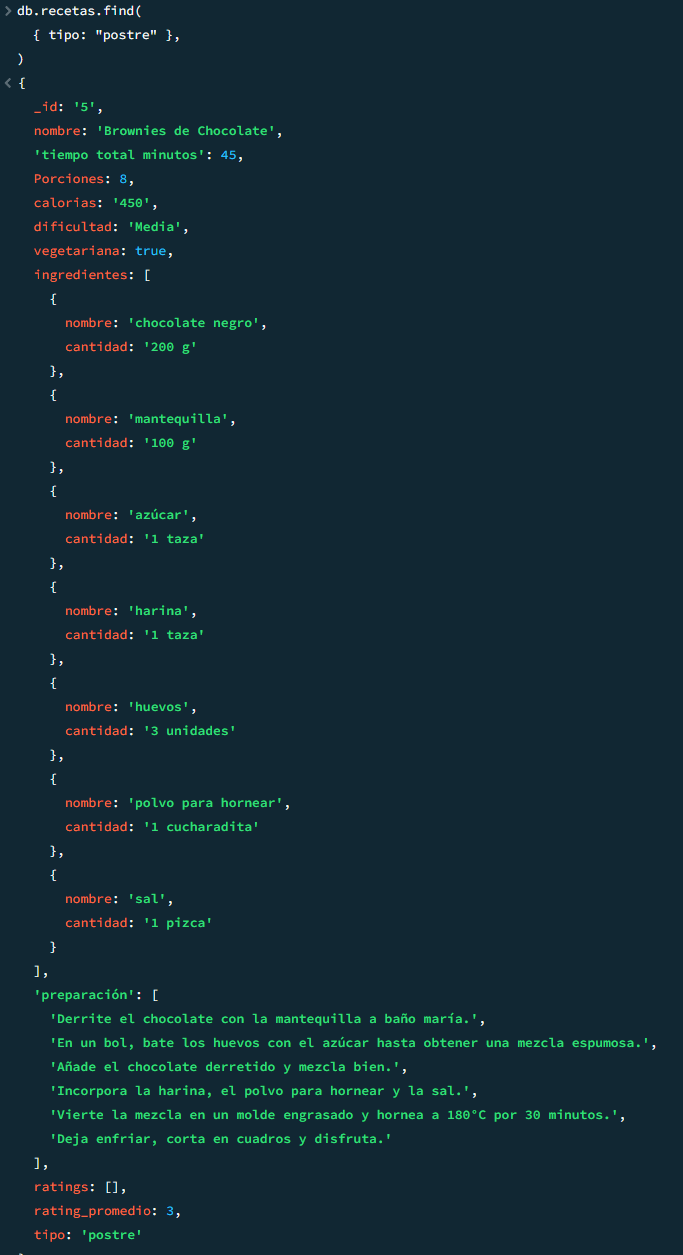 db.recetas.find(
{ tipo: "postre" },
)
{
_id: '5',
nombre: 'Brownies de Chocolate',
'tiempo total minutos': 45,
Porciones: 8,
calorias: '450',
dificultad: 'Media',
vegetariana: true,
ingredientes: [
{
nombre: 'chocolate negro',
cantidad: '200 g'
},
{
nombre: 'mantequilla',
cantidad: '100 g'
},
{
nombre: 'azúcar',
cantidad: '1 taza'
},
{
nombre: 'harina',
cantidad: '1 taza'
},
{
nombre: 'huevos',
cantidad: '3 unidades'
},
{
nombre: 'polvo para hornear',
cantidad: '1 cucharadita'
},
{
nombre: 'sal',
cantidad: '1 pizca'
}
],
'preparación': [
'Derrite el chocolate con la mantequilla a baño maría.',
'En un bol, bate los huevos con el azúcar hasta obtener una mezcla espumosa.',
'Añade el chocolate derretido y mezcla bien.',
'Incorpora la harina, el polvo para hornear y la sal.',
'Vierte la mezcla en un molde engrasado y hornea a 180°C por 30 minutos.',
'Deja enfriar, corta en cuadros y disfruta.'
],
ratings: [],
rating_promedio: 3,
tipo: 'postre'